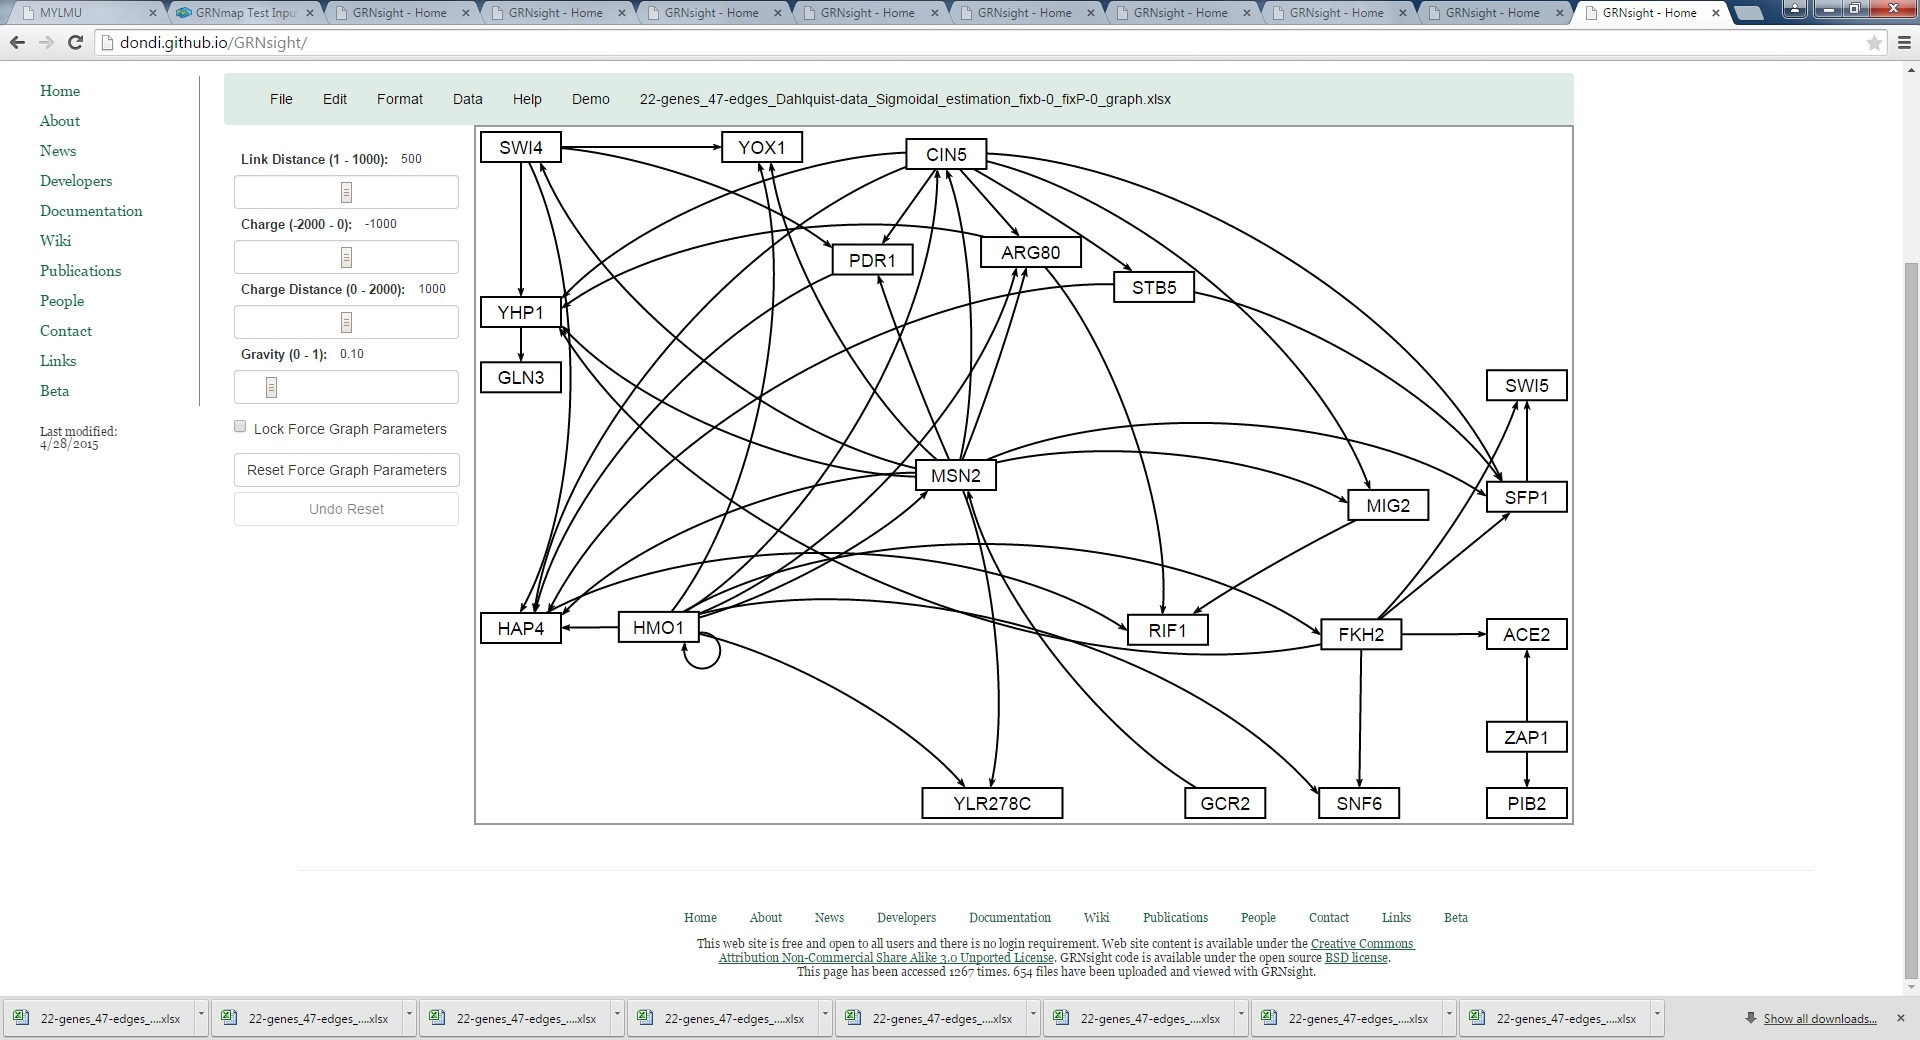 MYLMU
GRNmap Test Inpu
GRNsight - Home
GRNsight - Home
GRNsight - Home
GRNsight - Home
GRNsight - Home
GRNsight - Home
GRNsight - Home
GRNsight - Home
GRNsight - Home
dondi.github.io/GRNsight/
Home
About
News
Developers
Documentation
Wiki
Publications
People
Contact
Links
Beta
Last modified:
4/28/2015
File Edit Format Data Help Demo 22-genes_47-edges_Dahlquist-data_Sigmoidal_estimation_fixb-0_fixP-0_graph.xlsx
Link Distance (1 - 1000): 500
Charge (-2000 - 0): -1000
Charge Distance (0 - 2000): 1000
Gravity (0 - 1): 0.10
Lock Force Graph Parameters
Reset Force Graph Parameters
Undo Reset
SWI4
YOX1
CIN5
PDR1
ARG80
STB5
YHP1
GLN3
SWI5
MSN2
MIG2
SFP1
HAP4
HMO1
RIF1
FKH2
ACE2
ZAP1
YLR278C
GCR2
SNF6
PIB2
Home About News Developers Documentation Wiki Publications People Contact Links Beta
This web site is free and open to all users and there is no login requirement. Web site content is available under the Creative Commons
Attribution Non-Commercial Share Alike 3.0 Unported License. GRNsight code is available under the open source BSD license.
This page has been accessed 1267 times. 654 files have been uploaded and viewed with GRNsight.
22-genes_47-edges_....xlsx
22-genes_47-edges_....xlsx
22-genes_47-edges_....xlsx
22-genes_47-edges_....xlsx
22-genes_47-edges_....xlsx
22-genes_47-edges_....xlsx
22-genes_47-edges_....xlsx
22-genes_47-edges_....xlsx
Show all downloads...